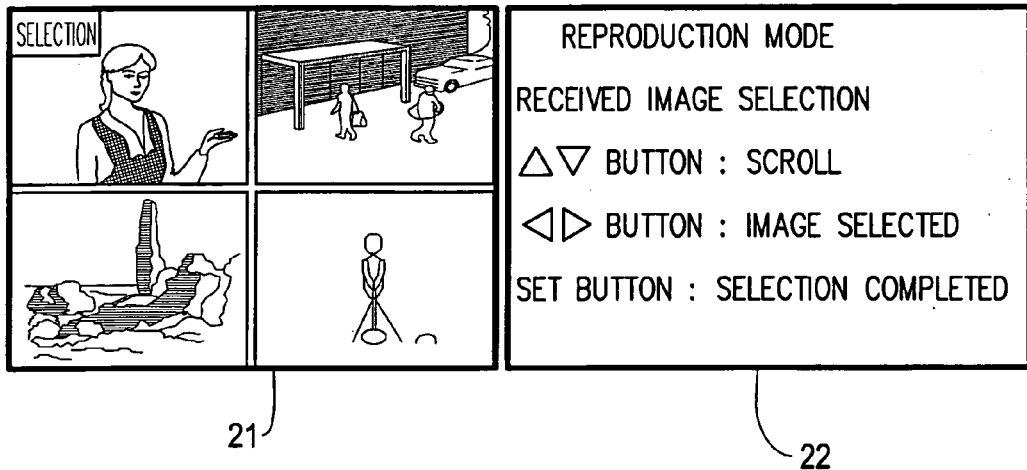 SELECTION
REPRODUCTION MODE
RECEIVED IMAGE SELECTION
△▽ BUTTON : SCROLL
◁▷ BUTTON : IMAGE SELECTED
SET BUTTON : SELECTION COMPLETED
21
22